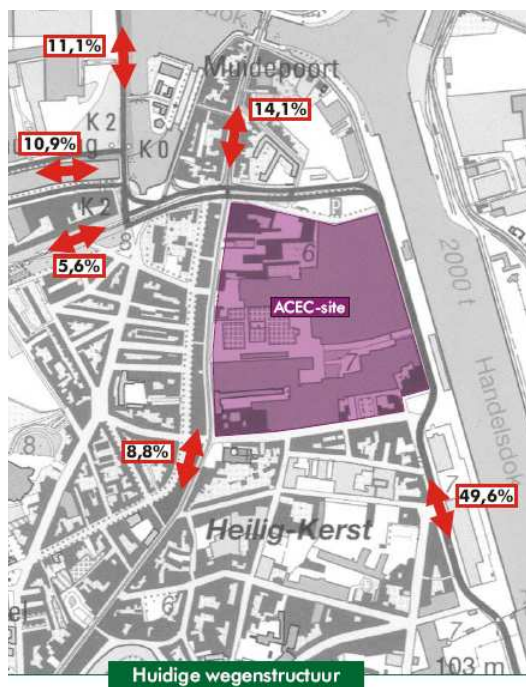 11,1%
Muidepoort
14,1%
K 2
10,9%
g
K 0
K 2
8
5,6%
6
2000 t
ACEC-site
7
Handelsdok
8
8,8%
49,6%
Heilig-Kerst
6
7
103 m
Huidige wegenstructuur